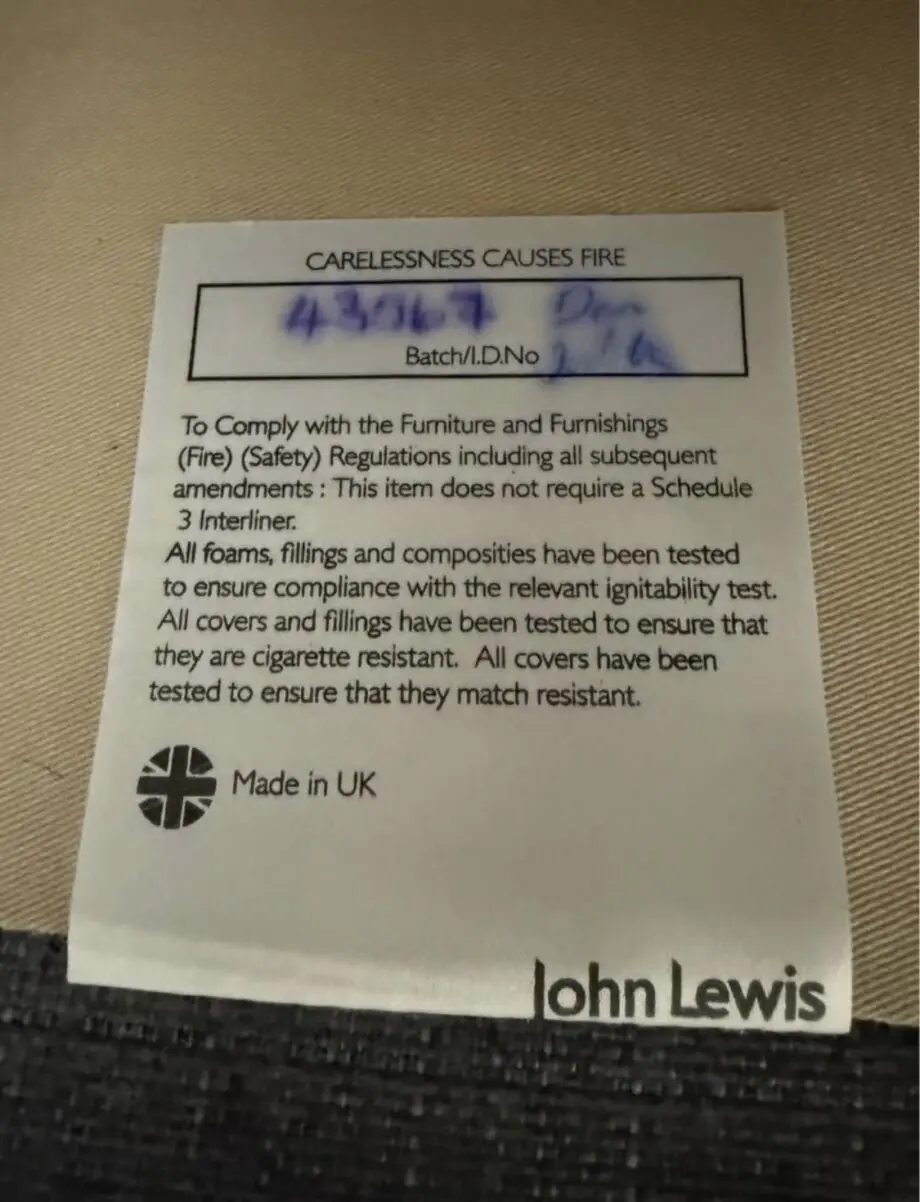 CARELESSNESS CAUSES FIRE
Batch/I.D.No
To Comply with the Furniture and Furnishings
(Fire) (Safety) Regulations including all subsequent
amendments : This item does not require a Schedule
3 Interliner.
All foams, fillings and composities have been tested
to ensure compliance with the relevant ignitability test.
All covers and fillings have been tested to ensure that
they are cigarette resistant. All covers have been
tested to ensure that they match resistant.
Made in UK
John Lewis